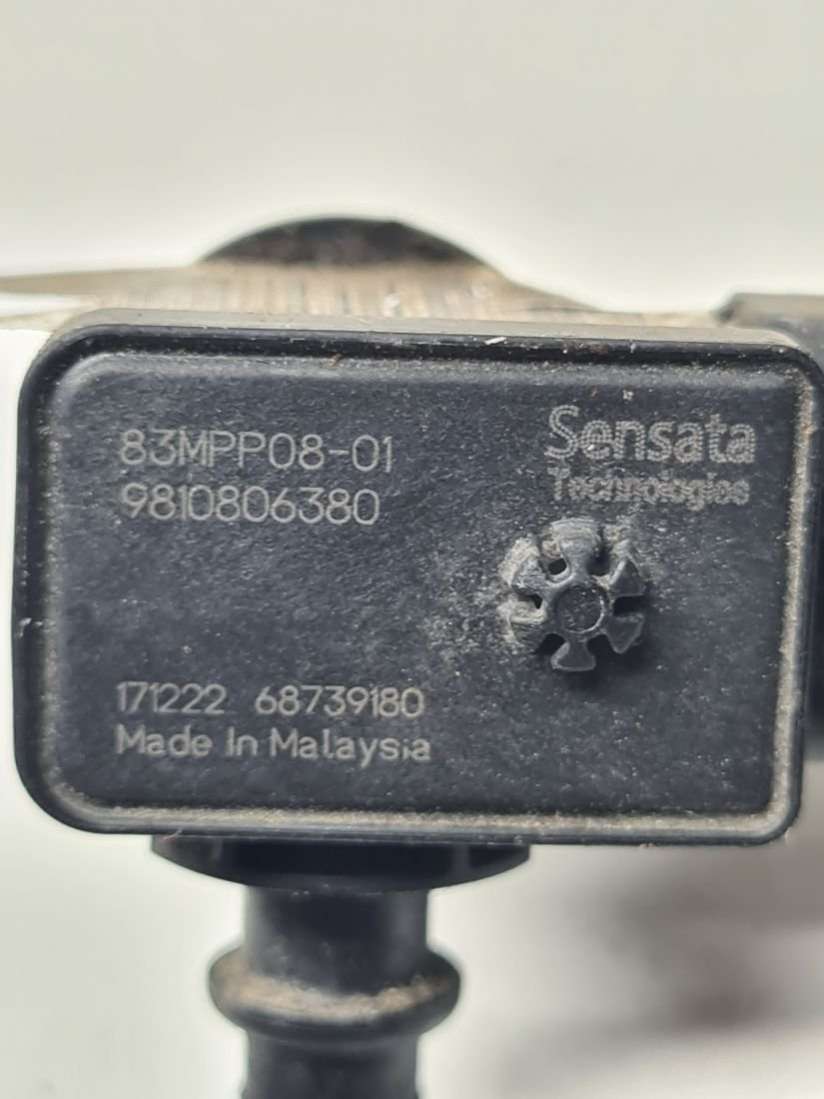 83MPP08-01
9810806380
Sensata
Technologies
171222 68739180
Made In Malaysia